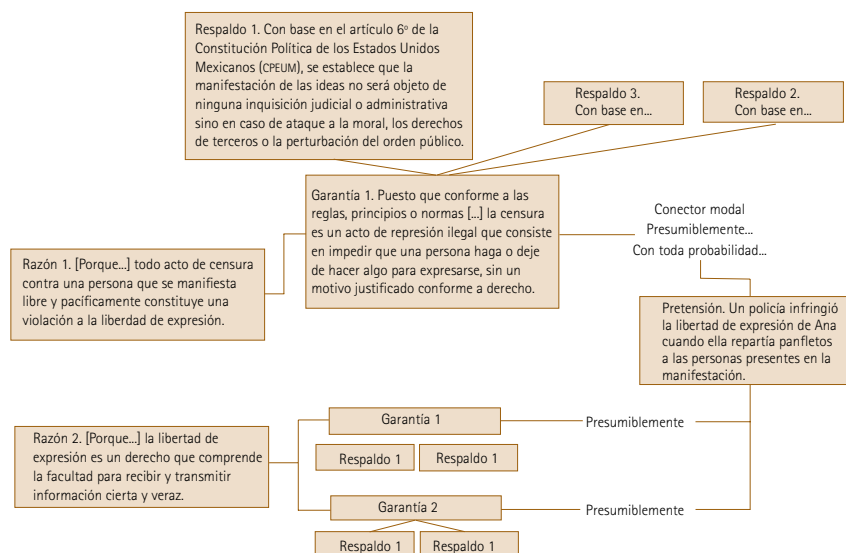 Respaldo 1. Con base en el artículo 6º de la
Constitución Política de los Estados Unidos
Mexicanos (CPEUM), se establece que la
manifestación de las ideas no será objeto de
ninguna inquisición judicial o administrativa
sino en caso de ataque a la moral, los derechos
de terceros o la perturbación del orden público.
Respaldo 3.
Con base en...
Respaldo 2.
Con base en...
Garantía 1. Puesto que conforme a las
reglas, principios o normas [...] la censura
es un acto de represión ilegal que consiste
en impedir que una persona haga o deje
de hacer algo para expresarse, sin un
motivo justificado conforme a derecho.
Conector modal
Presumiblemente...
Con toda probabilidad...
Razón 1. [Porque...] todo acto de censura
contra una persona que se manifiesta
libre y pacíficamente constituye una
violación a la liberdad de expresión.
Pretensión. Un policía infringió
la libertad de expresión de Ana
cuando ella repartía panfletos
a las personas presentes en la
manifestación.
Razón 2. [Porque...] la libertad de
expresión es un derecho que comprende
la facultad para recibir y transmitir
información cierta y veraz.
Garantía 1
Presumiblemente
Respaldo 1
Respaldo 1
Garantía 2
Presumiblemente
Respaldo 1
Respaldo 1